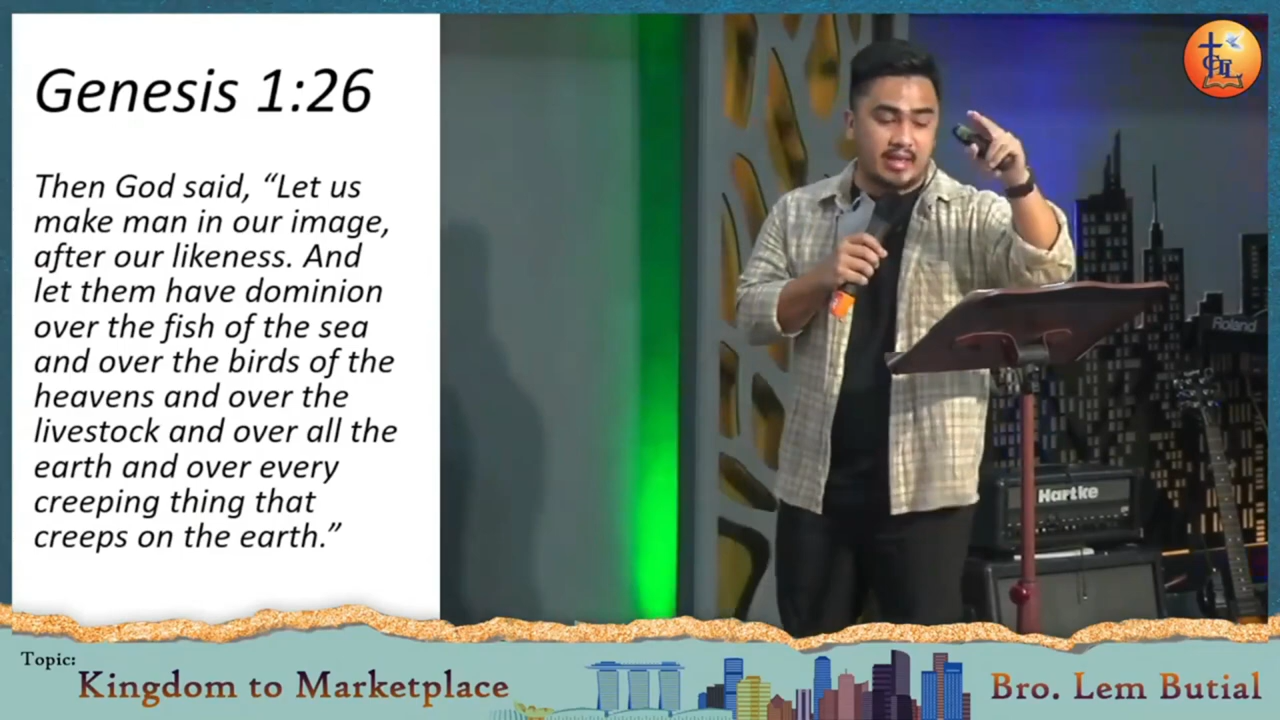 Genesis 1:26
Then God said, “Let us
make man in our image,
after our likeness. And
let them have dominion
over the fish of the sea
and over the birds of the
heavens and over the
livestock and over all the
earth and over every
creeping thing that
creeps on the earth.”
Roland
Hartke
Topic:
Kingdom to Marketplace
Bro. Lem Butial